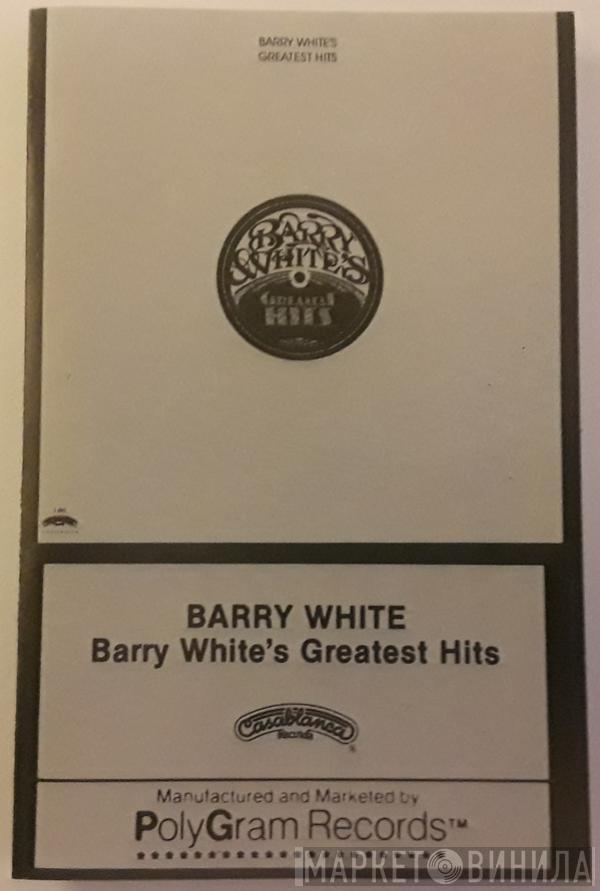 BARRY WHITE'S
GREATEST HITS
BARRY
WHITE'S
GREATEST
HITS
BARRY WHITE
Barry White's Greatest Hits
Casablanca
Records
®
Manufactured and Marketed by
PolyGram Records™
МАРКЕТ ВИНИЛА